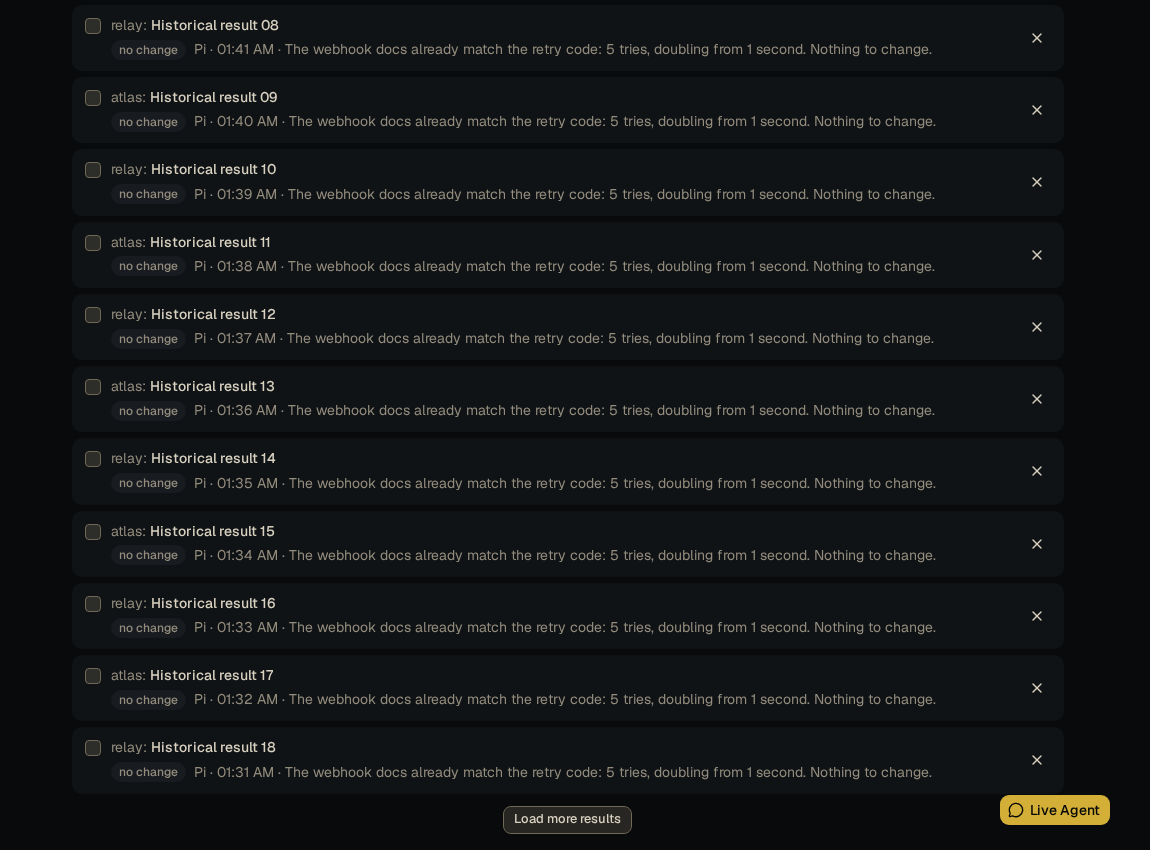 relay: Historical result 08
no change Pi · 01:41 AM · The webhook docs already match the retry code: 5 tries, doubling from 1 second. Nothing to change.
atlas: Historical result 09
no change Pi · 01:40 AM · The webhook docs already match the retry code: 5 tries, doubling from 1 second. Nothing to change.
relay: Historical result 10
no change Pi · 01:39 AM · The webhook docs already match the retry code: 5 tries, doubling from 1 second. Nothing to change.
atlas: Historical result 11
no change Pi · 01:38 AM · The webhook docs already match the retry code: 5 tries, doubling from 1 second. Nothing to change.
relay: Historical result 12
no change Pi · 01:37 AM · The webhook docs already match the retry code: 5 tries, doubling from 1 second. Nothing to change.
atlas: Historical result 13
no change Pi · 01:36 AM · The webhook docs already match the retry code: 5 tries, doubling from 1 second. Nothing to change.
relay: Historical result 14
no change Pi · 01:35 AM · The webhook docs already match the retry code: 5 tries, doubling from 1 second. Nothing to change.
atlas: Historical result 15
no change Pi · 01:34 AM · The webhook docs already match the retry code: 5 tries, doubling from 1 second. Nothing to change.
relay: Historical result 16
no change Pi · 01:33 AM · The webhook docs already match the retry code: 5 tries, doubling from 1 second. Nothing to change.
atlas: Historical result 17
no change Pi · 01:32 AM · The webhook docs already match the retry code: 5 tries, doubling from 1 second. Nothing to change.
relay: Historical result 18
no change Pi · 01:31 AM · The webhook docs already match the retry code: 5 tries, doubling from 1 second. Nothing to change.
Load more results
Live Agent